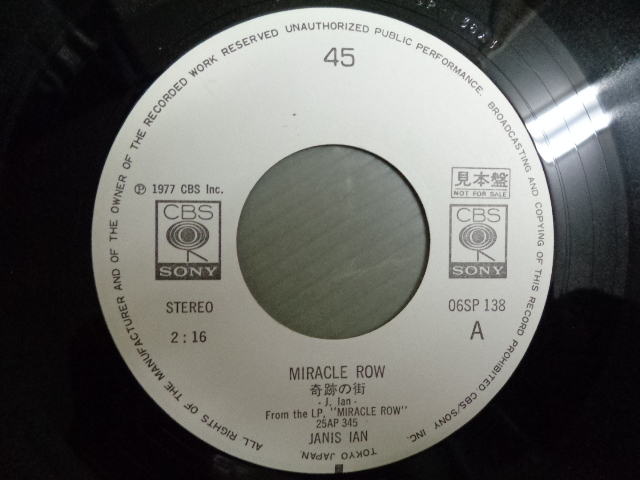 ALL RIGHTS OF THE MANUFACTURER AND OF THE OWNER OF THE RECORDED WORK RESERVED UNAUTHORIZED PUBLIC PERFORMANCE. BROADCASTING AND COPYING OF THIS RECORD PROHIBITED CBS/SONY INC.
TOKYO JAPAN.
45
℗ 1977 CBS Inc.
見本盤
NOT FOR SALE
CBS
SONY
CBS
SONY
STEREO
06SP 138
2:16
A
MIRACLE ROW
奇跡の街
- J. Ian -
From the LP, "MIRACLE ROW"
25AP 345
JANIS IAN